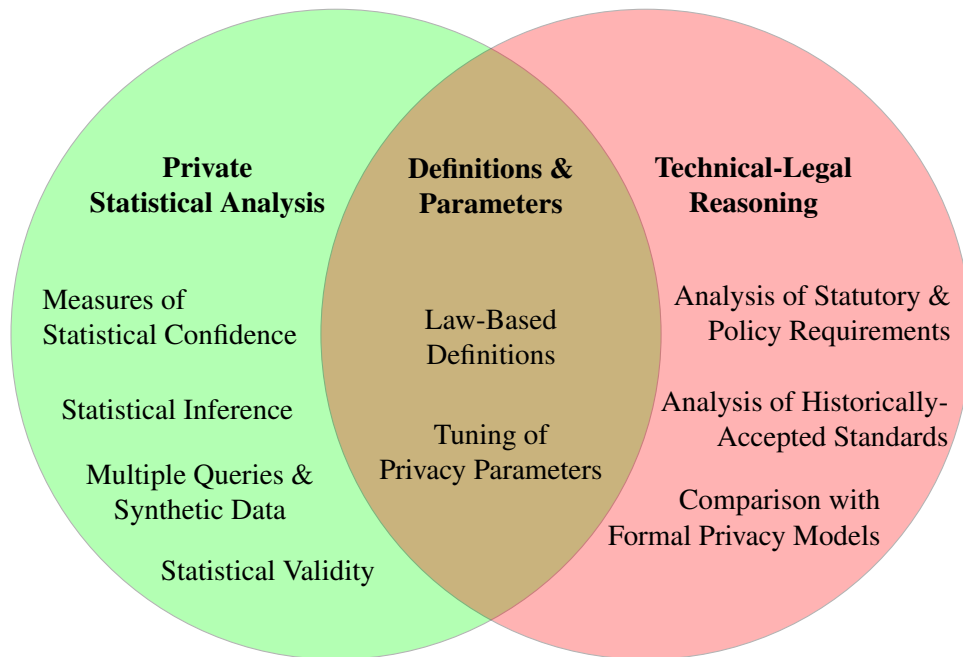 Private
Statistical Analysis
Measures of
Statistical Confidence
Statistical Inference
Multiple Queries &
Synthetic Data
Statistical Validity
Definitions &
Parameters
Law-Based
Definitions
Tuning of
Privacy Parameters
Technical-Legal
Reasoning
Analysis of Statutory &
Policy Requirements
Analysis of Historically-
Accepted Standards
Comparison with
Formal Privacy Models